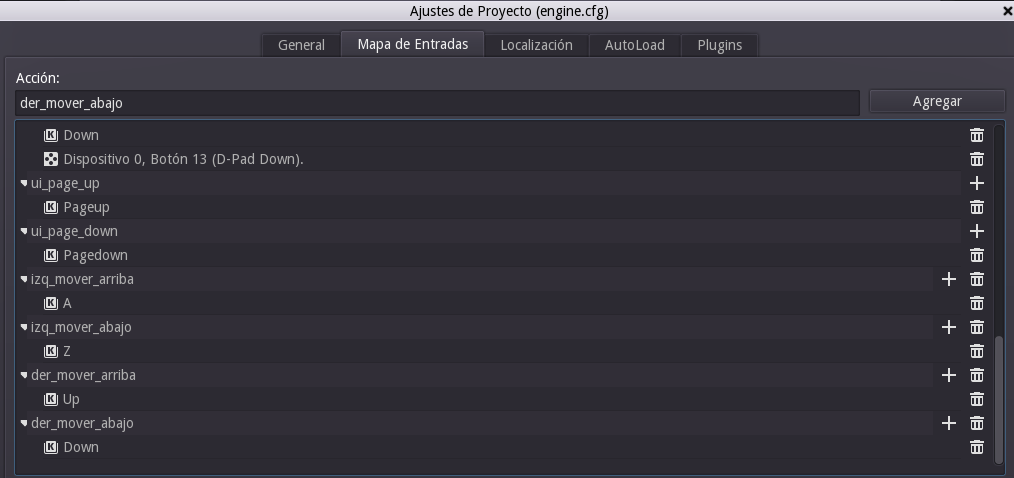 Ajustes de Proyecto (engine.cfg)
General Mapa de Entradas Localización AutoLoad Plugins
Acción:
der_mover_abajo Agregar
Down
Dispositivo 0, Botón 13 (D-Pad Down).
ui_page_up
Pageup
ui_page_down
Pagedown
izq_mover_arriba
A
izq_mover_abajo
Z
der_mover_arriba
Up
der_mover_abajo
Down